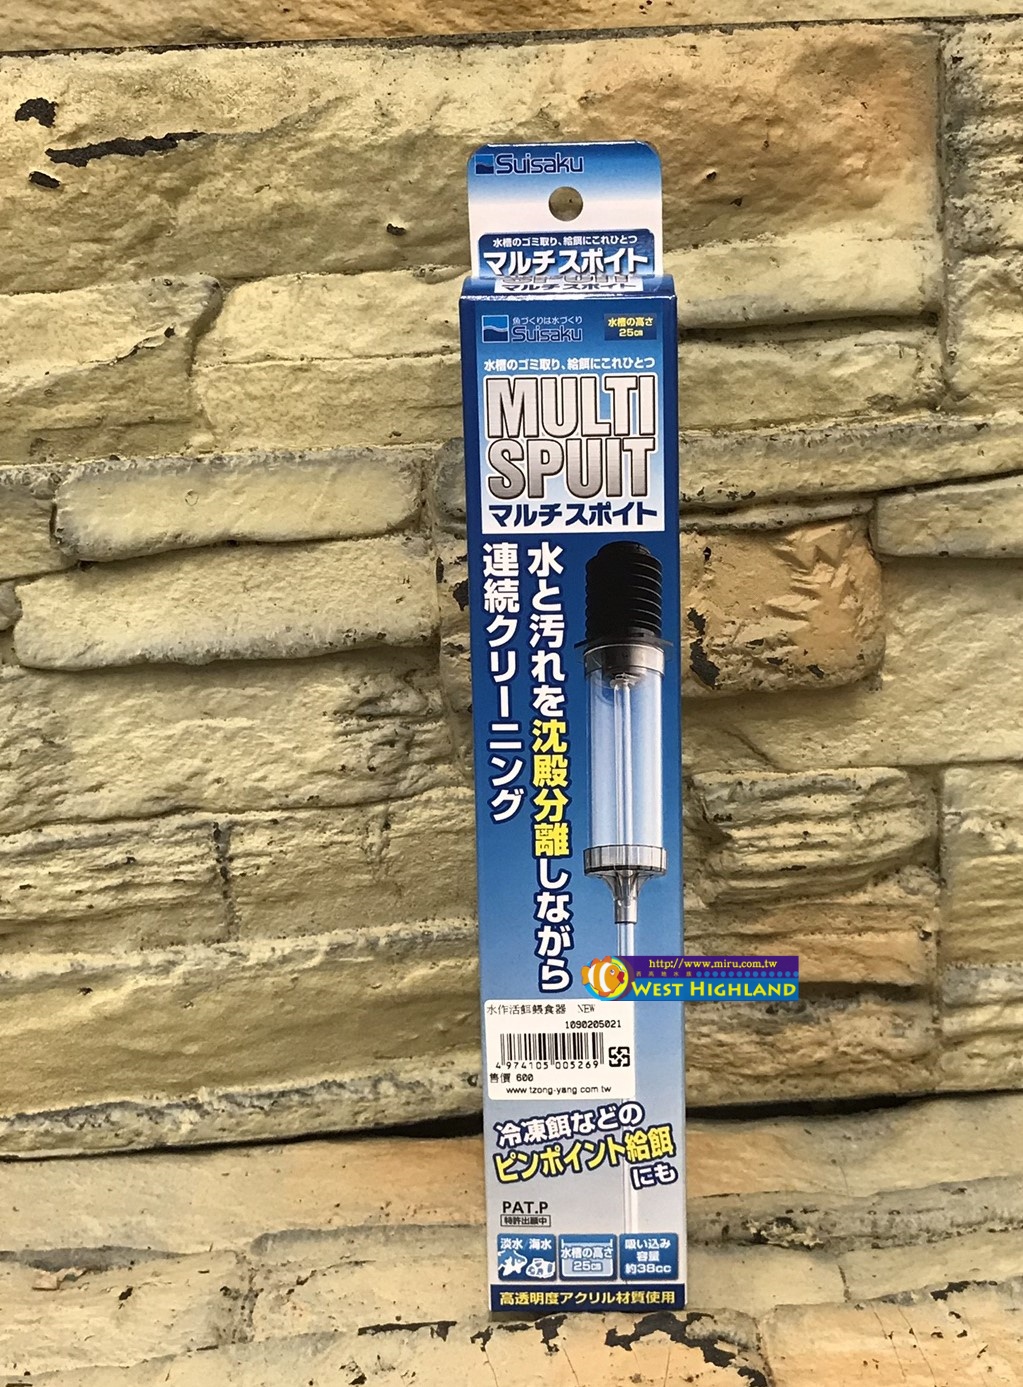 Suisaku
水槽のゴミ取り、給餌にこれひとつ
マルチスポイト
マルチスポイト
魚づくりは水づくり
Suisaku
水槽の高さ
25cm
水槽のゴミ取り、給餌にこれひとつ
MULTI
SPUIT
マルチスポイト
水と汚れを沈殿分離しながら
連続クリーニング
http://www.miru.com.tw
WEST HIGHLAND
水作活餌餵食器 NEW
1090205021
4 974105 005269
售價 600
www.tzong-yang.com.tw
冷凍餌などの
ピンポイント給餌
にも
PAT.P
特許出願中
淡水 海水
水槽の高さ
25cm
吸い込み
容量
約38cc
高透明度アクリル材質使用